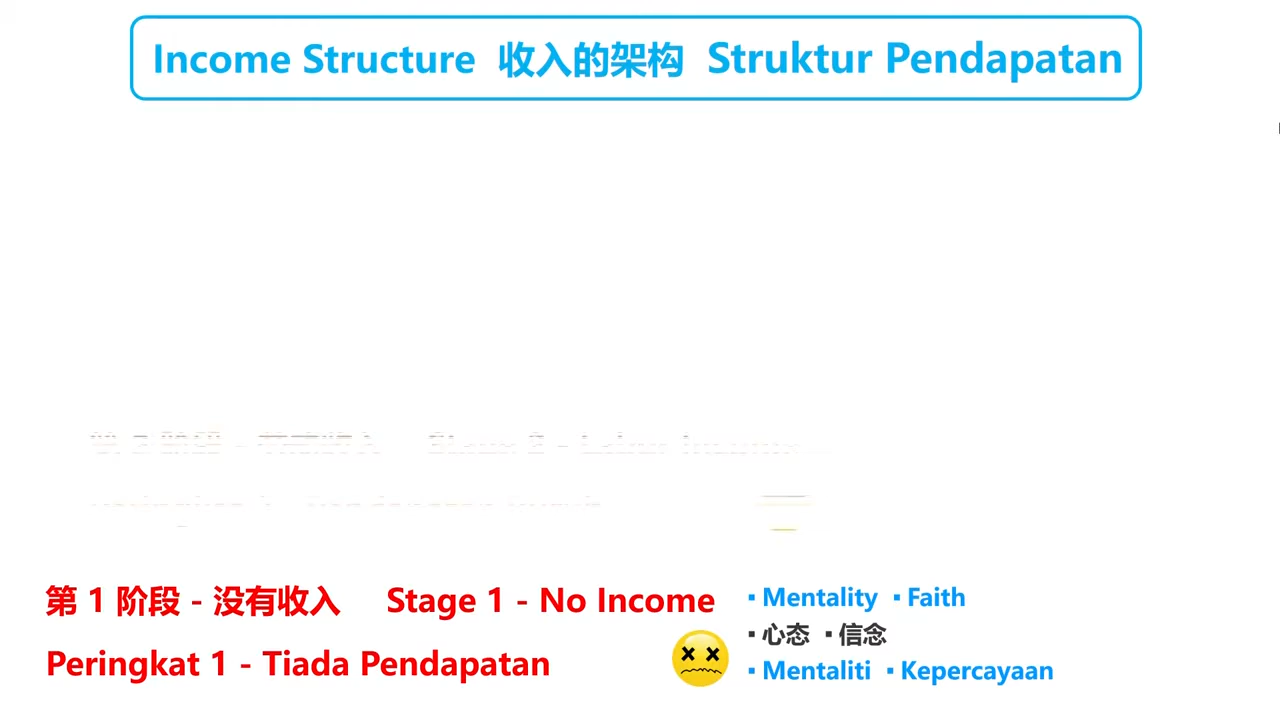 Income Structure 收入的架构 Struktur Pendapatan
第 1 阶段 - 没有收入 Stage 1 - No Income
Peringkat 1 - Tiada Pendapatan
▪ Mentality ▪ Faith
▪ 心态 ▪ 信念
▪ Mentaliti ▪ Kepercayaan